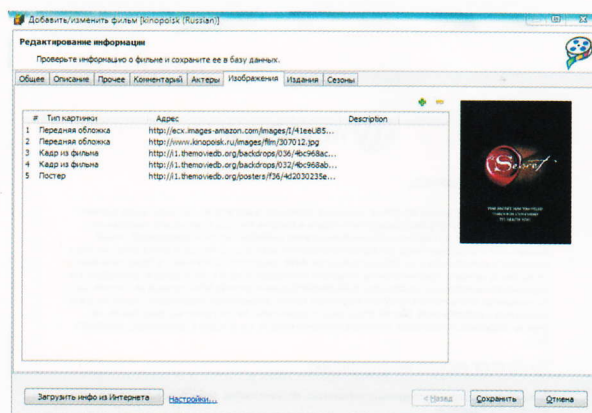 Добавить/изменить фильм [kinopoisk (Russian)]
Редактирование информации
Проверьте информацию о фильме и сохраните ее в базу данных.
Общее Описание Прочее Комментарий Актеры Изображения Издания Сезоны
# Тип картинки Адрес Description
1 Передняя обложка http://ecx.images-amazon.com/images/I/41eeUB5...
2 Передняя обложка http://www.kinopoisk.ru/images/film/307012.jpg
3 Кадр из фильма http://i1.themoviedb.org/backdrops/036/4bc968ac...
4 Кадр из фильма http://i1.themoviedb.org/backdrops/032/4bc968ab...
5 Постер http://i1.themoviedb.org/posters/f36/4d2030235e...
Secret
Загрузить инфо из Интернета Настройки... < Назад Сохранить Отмена